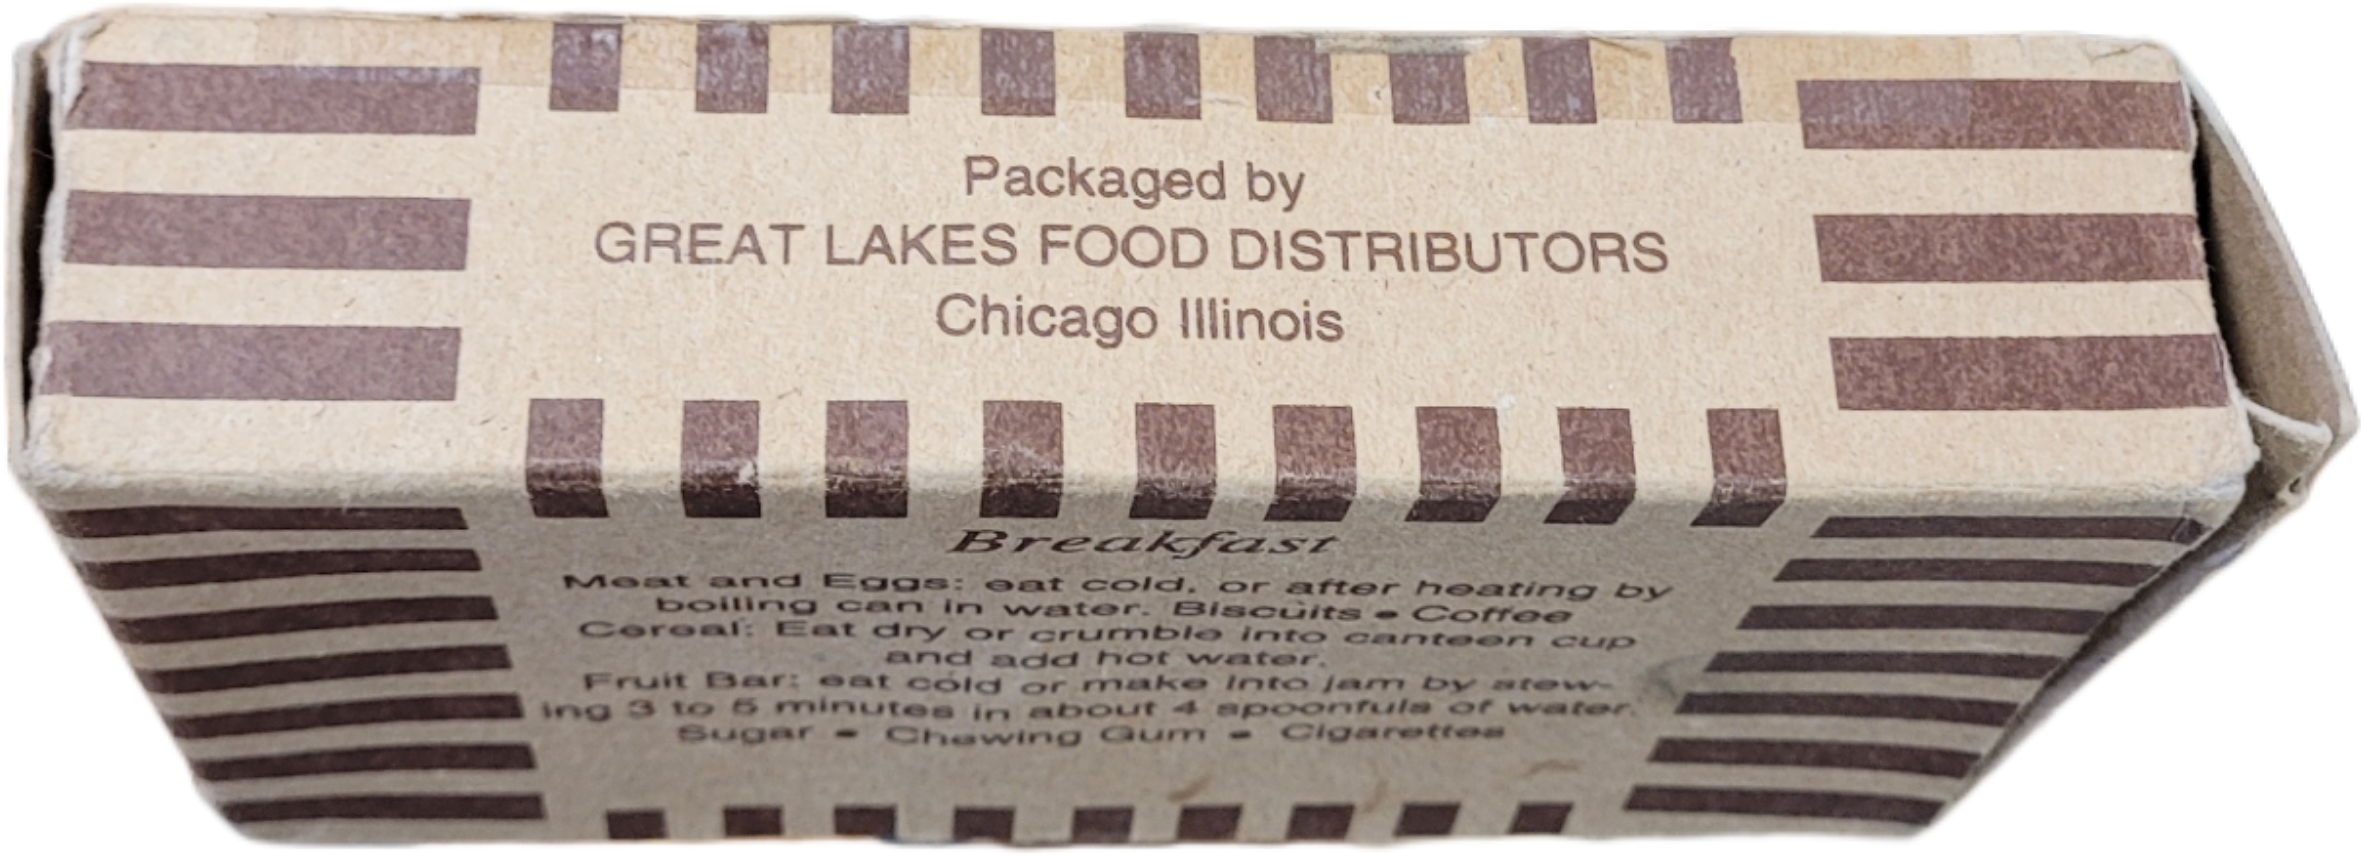 Packaged by
GREAT LAKES FOOD DISTRIBUTORS
Chicago Illinois
Breakfast
Meat and Eggs: eat cold, or after heating by
boiling can in water. Biscuits • Coffee
Cereal: Eat dry or crumble into canteen cup
and add hot water.
Fruit Bar: eat cold or make into jam by stew-
ing 3 to 5 minutes in about 4 spoonfuls of water.
Sugar • Chewing Gum • Cigarettes